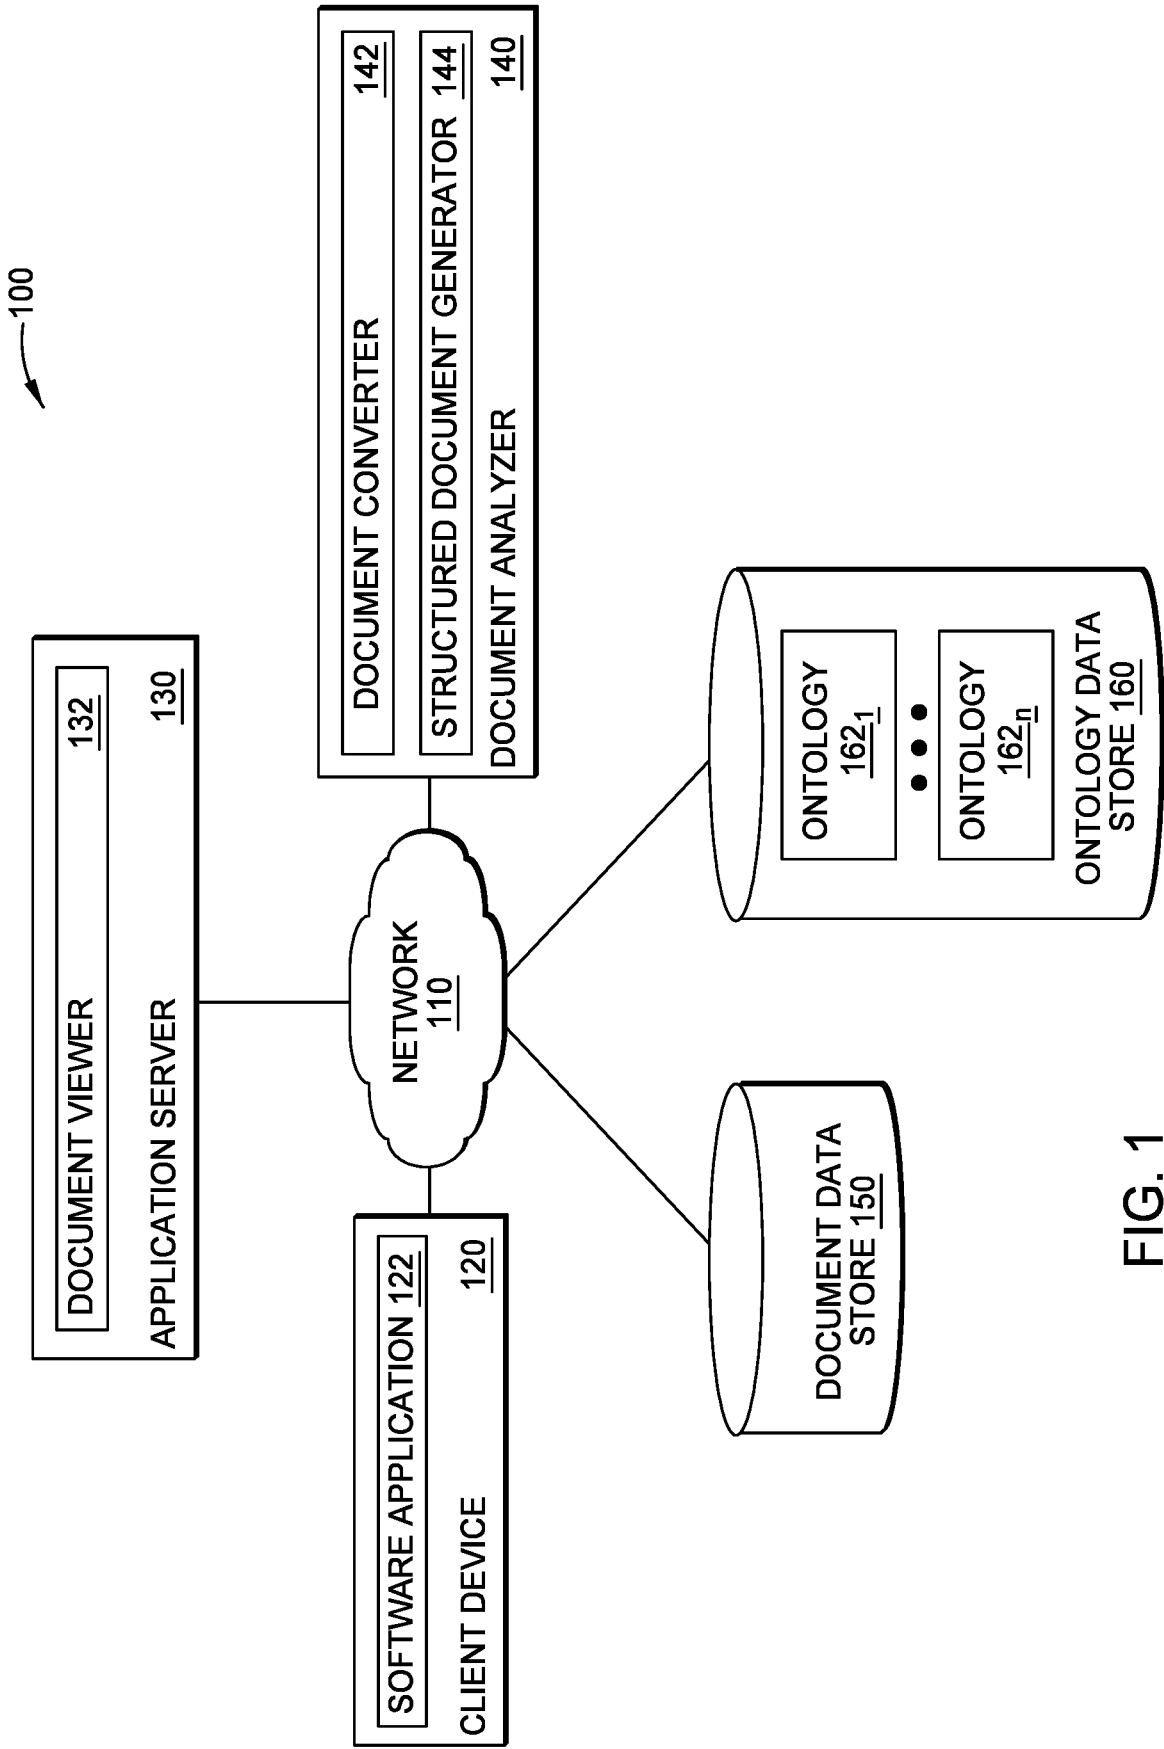 100
DOCUMENT VIEWER 132
APPLICATION SERVER 130
SOFTWARE APPLICATION 122
CLIENT DEVICE 120
NETWORK
110
DOCUMENT CONVERTER 142
STRUCTURED DOCUMENT GENERATOR 144
DOCUMENT ANALYZER 140
DOCUMENT DATA
STORE 150
ONTOLOGY
162₁
ONTOLOGY
162ₙ
ONTOLOGY DATA
STORE 160
FIG. 1